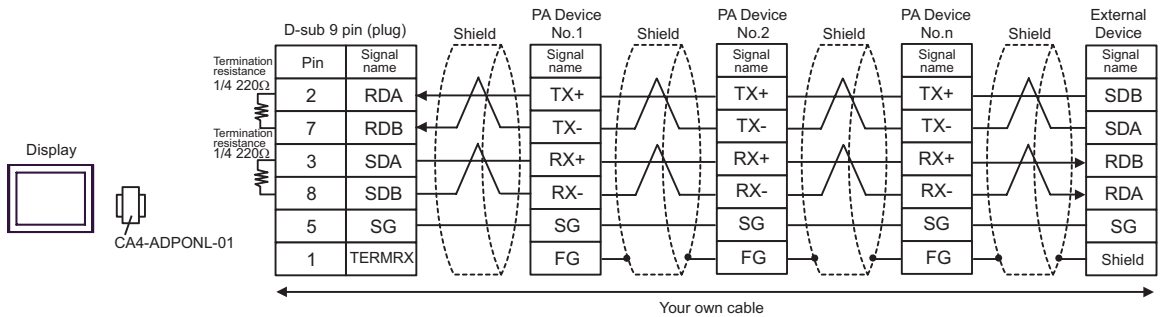 D-sub 9 pin (plug) Shield PA Device No.1 Shield PA Device No.2 Shield PA Device No.n Shield External Device
Termination resistance 1/4 220Ω
Termination resistance 1/4 220Ω
Pin Signal name Signal name Signal name Signal name Signal name
2 RDA TX+ TX+ TX+ SDB
7 RDB TX- TX- TX- SDA
3 SDA RX+ RX+ RX+ RDB
8 SDB RX- RX- RX- RDA
5 SG SG SG SG SG
1 TERMRX FG FG FG Shield
Display
CA4-ADPONL-01
Your own cable